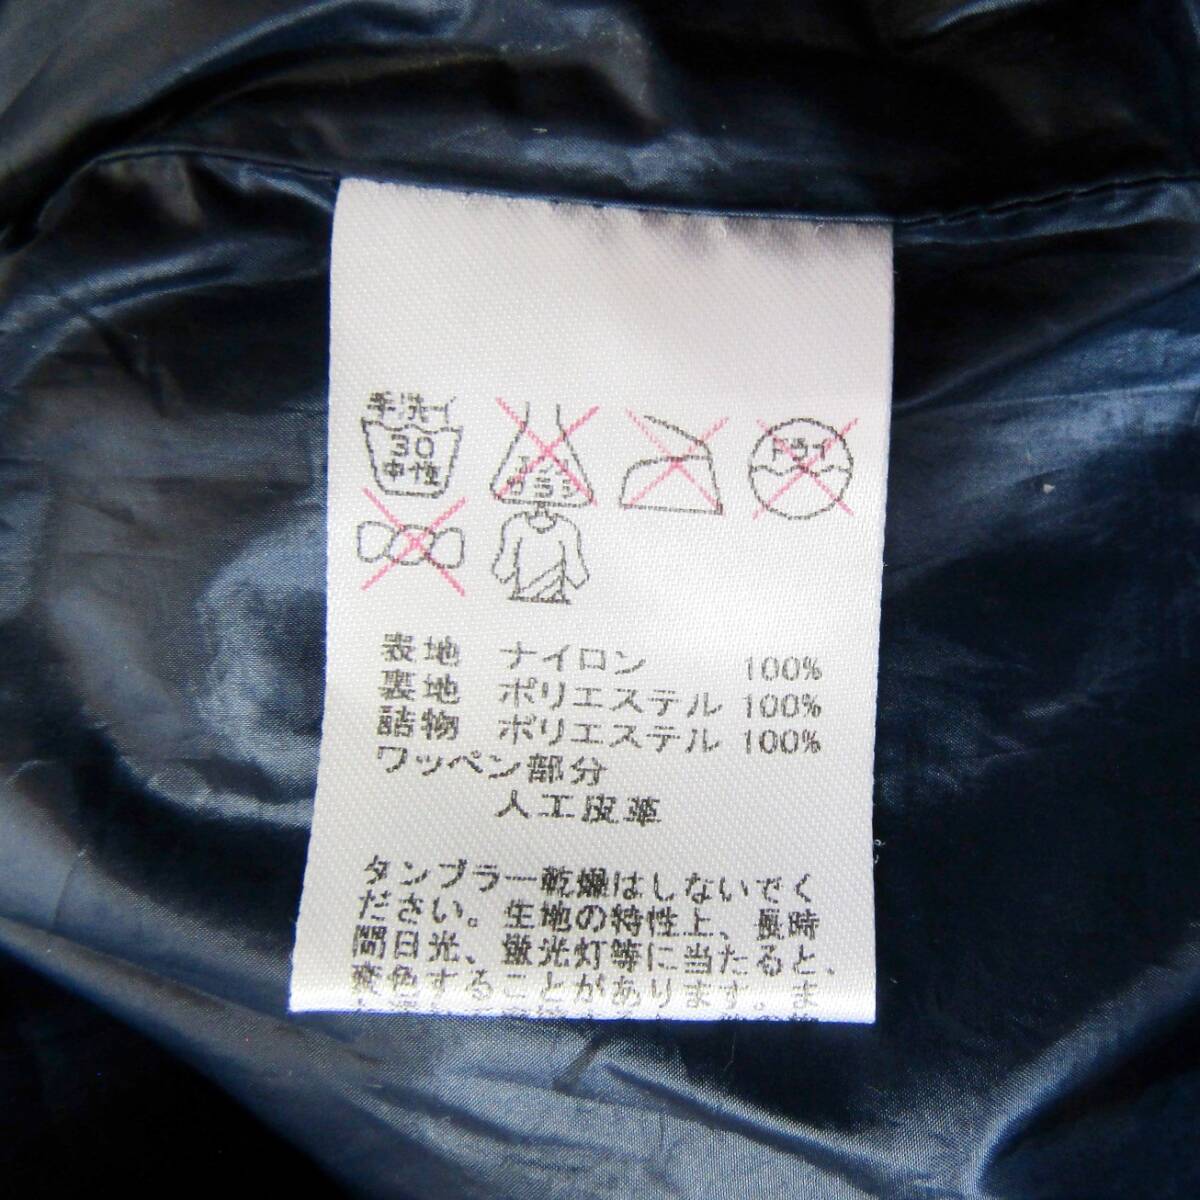 手洗イ
30
中性
エンソ
サラシ
ドライ
表地 ナイロン 100%
裏地 ポリエステル 100%
詰物 ポリエステル 100%
ワッペン部分
人工皮革
タンブラー乾燥はしないでく
ださい。生地の特性上、長時
間日光、蛍光灯等に当たると、
変色することがあります。ま